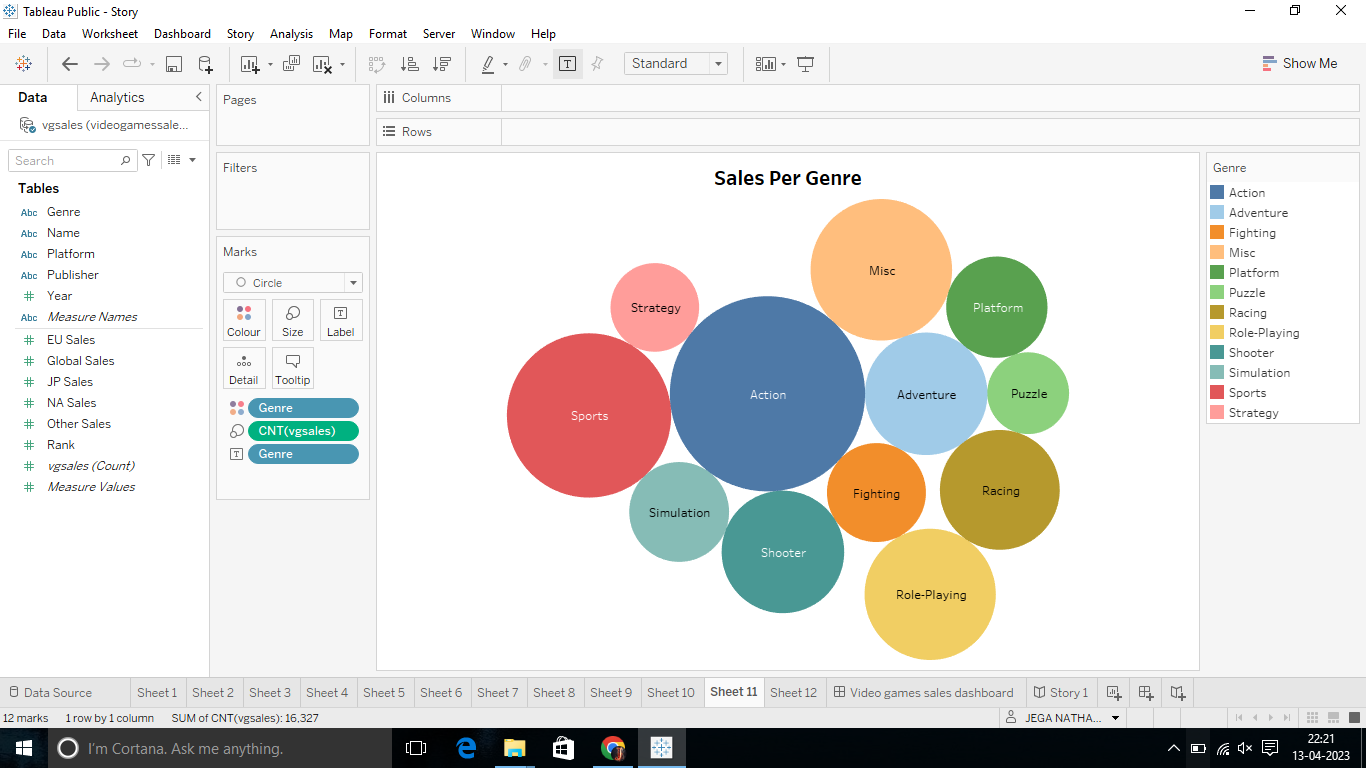 Tableau Public - Story
File Data Worksheet Dashboard Story Analysis Map Format Server Window Help
Standard
Show Me
Data Analytics
vgsales (videogamessale...
Search
Tables
Abc Genre
Abc Name
Abc Platform
Abc Publisher
# Year
Abc Measure Names
# EU Sales
# Global Sales
# JP Sales
# NA Sales
# Other Sales
# Rank
# vgsales (Count)
# Measure Values
Pages
Filters
Marks
Circle
Colour Size Label
Detail Tooltip
Genre
CNT(vgsales)
Genre
Columns
Rows
Sales Per Genre
Misc
Strategy
Platform
Action
Adventure
Puzzle
Sports
Fighting
Racing
Simulation
Shooter
Role-Playing
Genre
Action
Adventure
Fighting
Misc
Platform
Puzzle
Racing
Role-Playing
Shooter
Simulation
Sports
Strategy
Data Source Sheet 1 Sheet 2 Sheet 3 Sheet 4 Sheet 5 Sheet 6 Sheet 7 Sheet 8 Sheet 9 Sheet 10 Sheet 11 Sheet 12 Video games sales dashboard Story 1
12 marks 1 row by 1 column SUM of CNT(vgsales): 16,327
JEGA NATHA...
I'm Cortana. Ask me anything.
22:21
13-04-2023